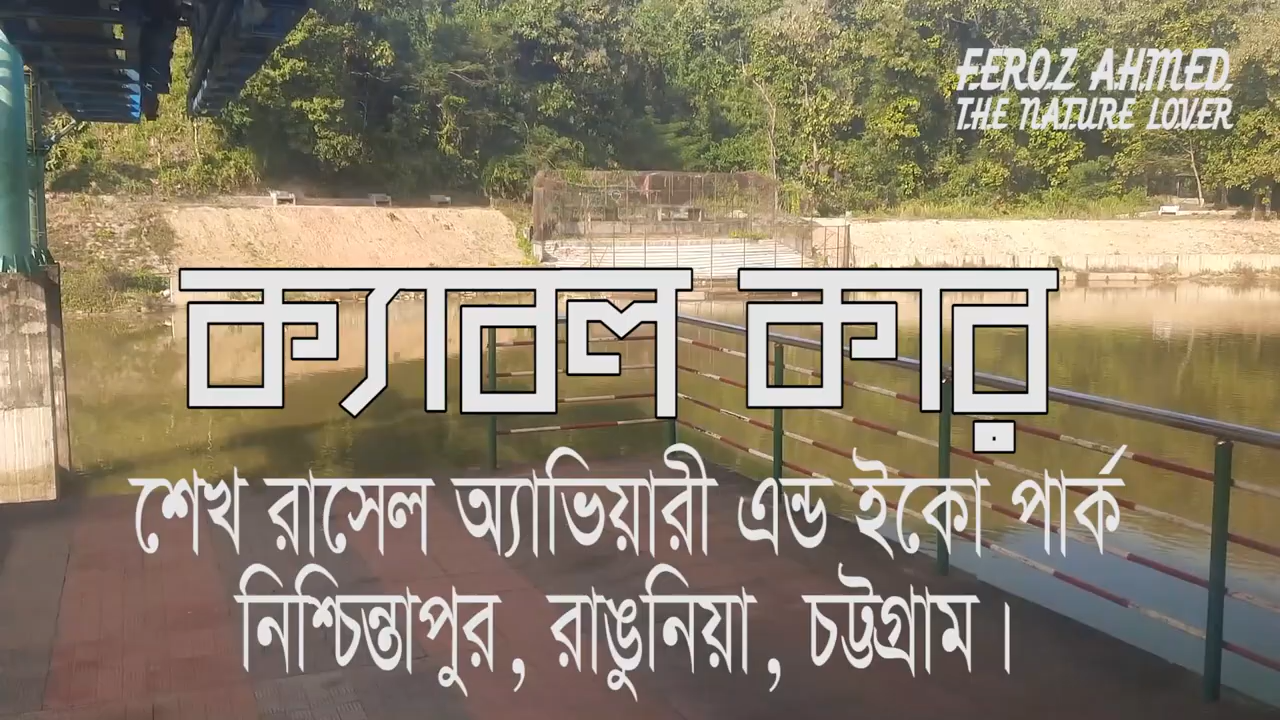 FEROZ AHMED
THE NATURE LOVER
ক্যাবল কার
শেখ রাসেল অ্যাভিয়ারী এন্ড ইকো পার্ক
নিশ্চিন্তাপুর, রাঙুনিয়া, চট্টগ্রাম।